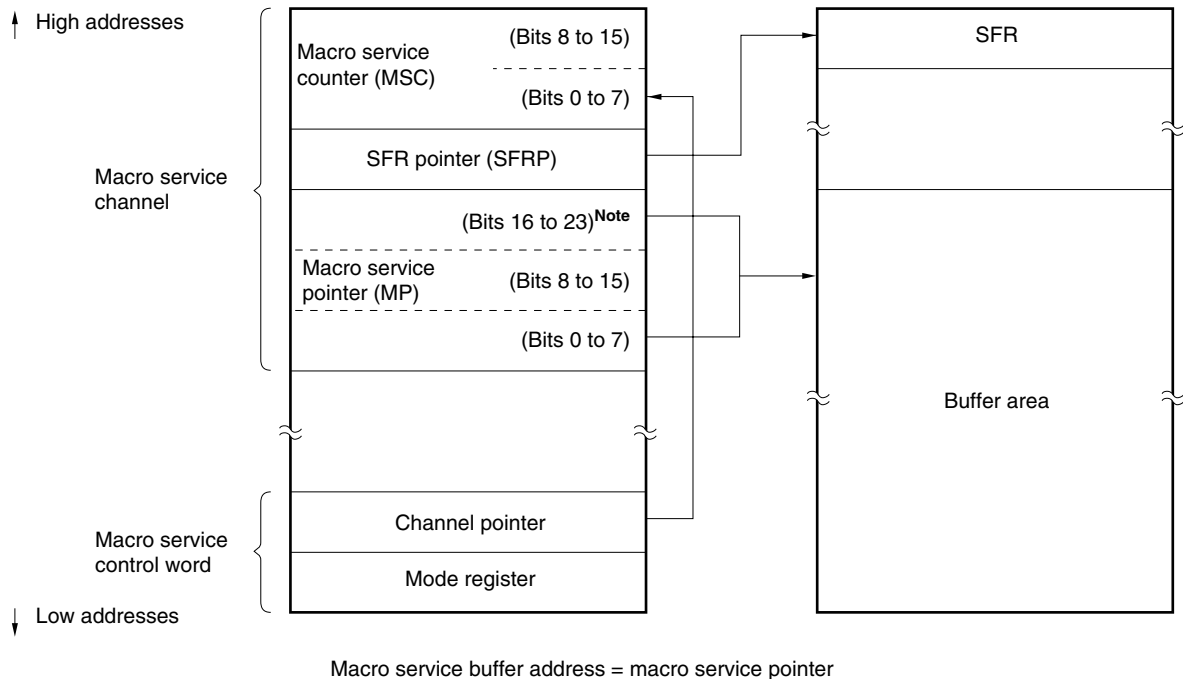 ↑ High addresses
Macro service
counter (MSC)
(Bits 8 to 15)
(Bits 0 to 7)
SFR pointer (SFRP)
Macro service
channel
(Bits 16 to 23)Note
Macro service
pointer (MP)
(Bits 8 to 15)
(Bits 0 to 7)
Channel pointer
Macro service
control word
Mode register
↓ Low addresses
SFR
Buffer area
Macro service buffer address = macro service pointer